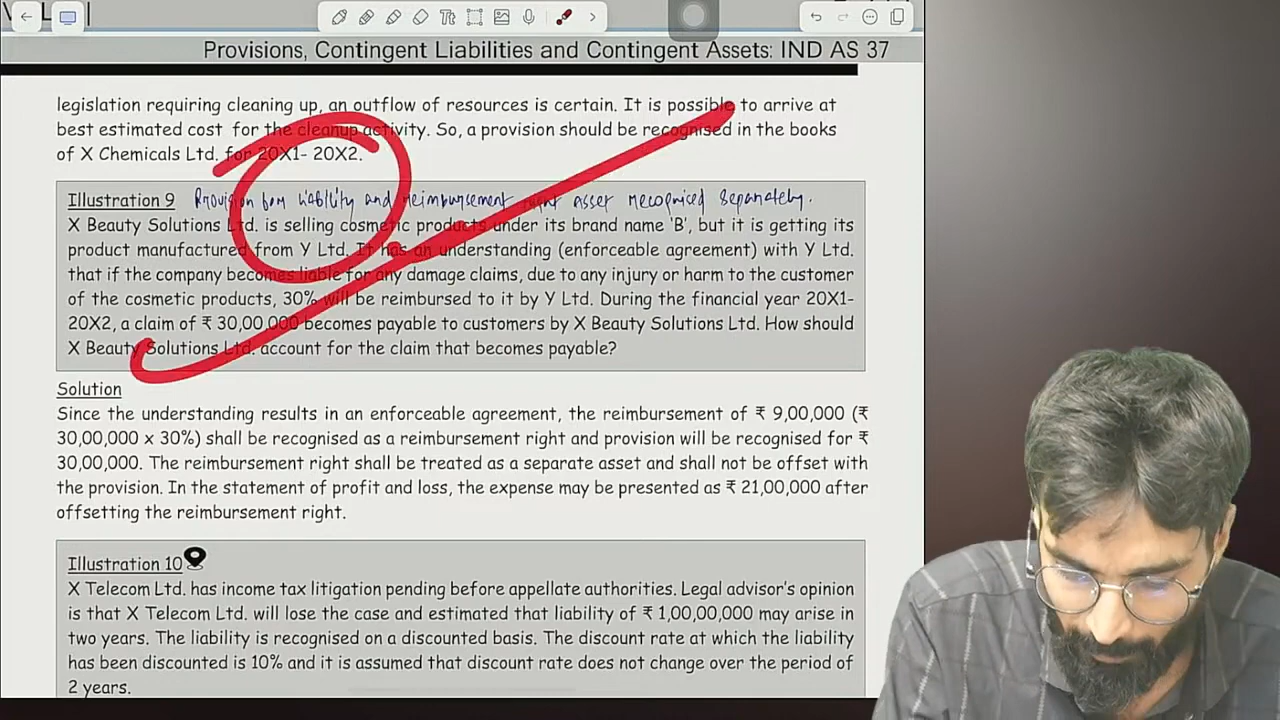 Provisions, Contingent Liabilities and Contingent Assets: IND AS 37
legislation requiring cleaning up, an outflow of resources is certain. It is possible to arrive at
best estimated cost for the cleanup activity. So, a provision should be recognised in the books
of X Chemicals Ltd. for 20X1- 20X2.
Illustration 9 Provision for liability and reimbursement right asset recognised separately.
X Beauty Solutions Ltd. is selling cosmetic products under its brand name 'B', but it is getting its
product manufactured from Y Ltd. It has an understanding (enforceable agreement) with Y Ltd.
that if the company becomes liable for any damage claims, due to any injury or harm to the customer
of the cosmetic products, 30% will be reimbursed to it by Y Ltd. During the financial year 20X1-
20X2, a claim of ₹ 30,00,000 becomes payable to customers by X Beauty Solutions Ltd. How should
X Beauty Solutions Ltd. account for the claim that becomes payable?
Solution
Since the understanding results in an enforceable agreement, the reimbursement of ₹ 9,00,000 (₹
30,00,000 x 30%) shall be recognised as a reimbursement right and provision will be recognised for ₹
30,00,000. The reimbursement right shall be treated as a separate asset and shall not be offset with
the provision. In the statement of profit and loss, the expense may be presented as ₹ 21,00,000 after
offsetting the reimbursement right.
Illustration 10
X Telecom Ltd. has income tax litigation pending before appellate authorities. Legal advisor's opinion
is that X Telecom Ltd. will lose the case and estimated that liability of ₹ 1,00,00,000 may arise in
two years. The liability is recognised on a discounted basis. The discount rate at which the liability
has been discounted is 10% and it is assumed that discount rate does not change over the period of
2 years.